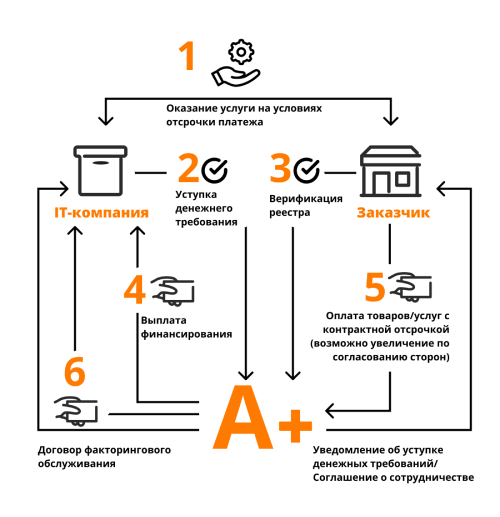 1
Оказание услуги на условиях
отсрочки платежа
2
Уступка
денежного
требования
3
Верификация
реестра
IT-компания
Заказчик
4
Выплата
финансирования
5
Оплата товаров/услуг с
контрактной отсрочкой
(возможно увеличение по
согласованию сторон)
6
A+
Договор факторингового
обслуживания
Уведомление об уступке
денежных требований/
Соглашение о сотрудничестве